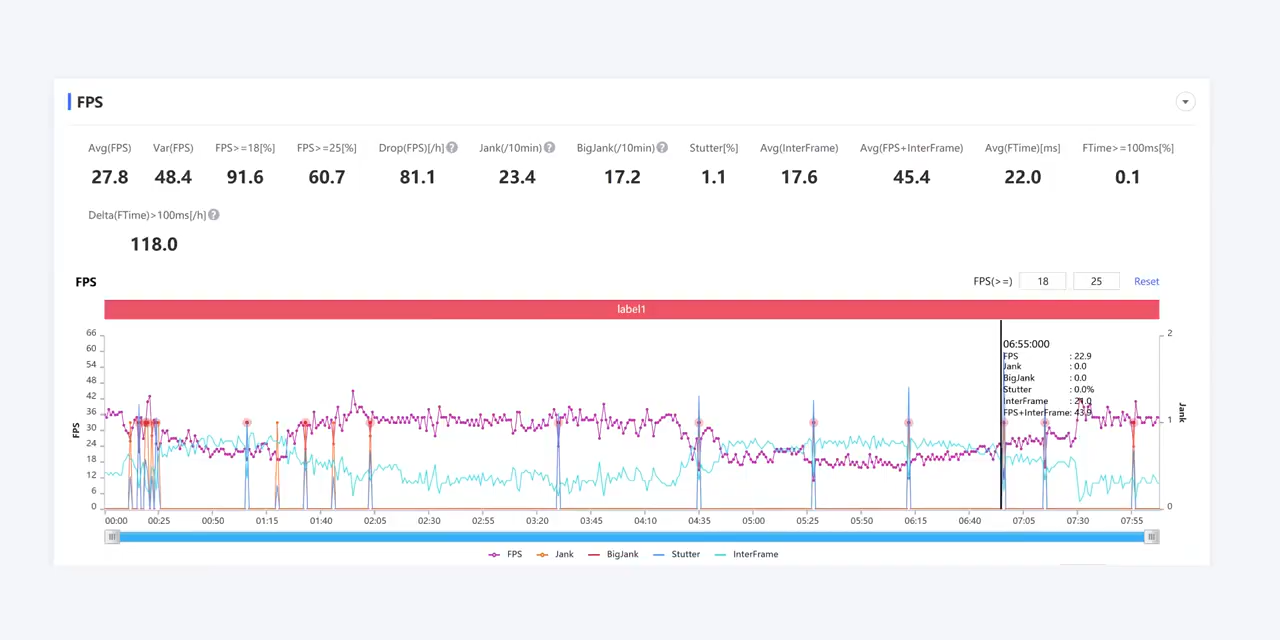 FPS
Avg(FPS) Var(FPS) FPS>=18[%] FPS>=25[%] Drop(FPS)[/h] ? Jank(/10min) ? BigJank(/10min) ? Stutter[%] Avg(InterFrame) Avg(FPS+InterFrame) Avg(FTime)[ms] FTime>=100ms[%]
27.8 48.4 91.6 60.7 81.1 23.4 17.2 1.1 17.6 45.4 22.0 0.1
Delta(FTime)>100ms[/h] ?
118.0
FPS FPS(>=) 18 25 Reset
label1
66
60
54
48
42
36
30
24
18
12
6
0
FPS
06:55:000
FPS : 22.9
Jank : 0.0
BigJank : 0.0
Stutter : 0.0%
InterFrame : 21.0
FPS+InterFrame: 43.9
2
1
0
Jank
00:00 00:25 00:50 01:15 01:40 02:05 02:30 02:55 03:20 03:45 04:10 04:35 05:00 05:25 05:50 06:15 06:40 07:05 07:30 07:55
FPS Jank BigJank Stutter InterFrame